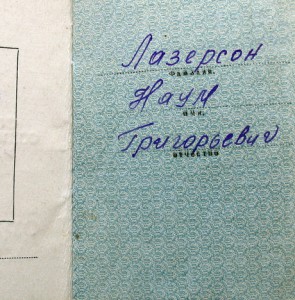 Лазерсон
фамилия
Наум
имя
Григорьевич
отчество